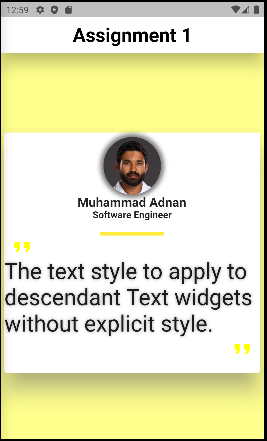 12:59
Assignment 1
Muhammad Adnan
Software Engineer
"
The text style to apply to
descendant Text widgets
without explicit style.
"